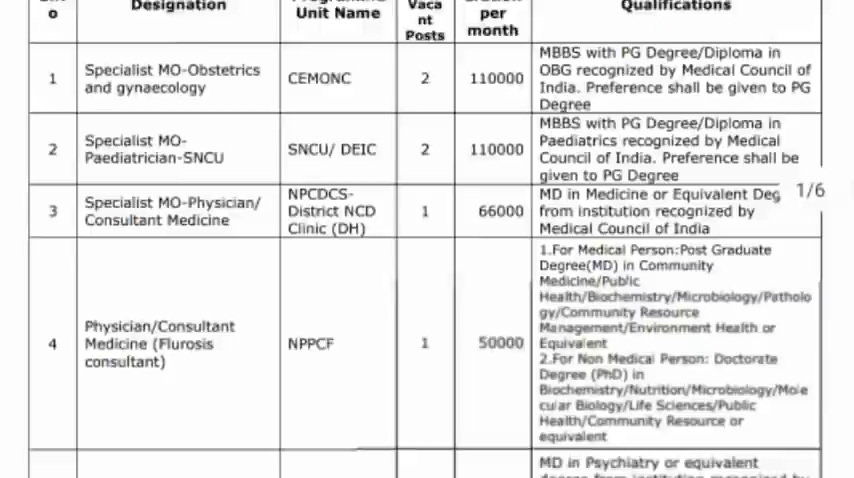 Designation
Unit Name
Vaca
Qualifications
o
nt
per
Posts
month
1
Specialist MO-Obstetrics
and gynaecology
CEMONC
2
110000
MBBS with PG Degree/Diploma in
OBG recognized by Medical Council of
India. Preference shall be given to PG
Degree
2
Specialist MO-
Paediatrician-SNCU
SNCU/ DEIC
2
110000
MBBS with PG Degree/Diploma in
Paediatrics recognized by Medical
Council of India. Preference shall be
given to PG Degree
3
Specialist MO-Physician/
Consultant Medicine
NPCDCS-
District NCD
Clinic (DH)
1
66000
MD in Medicine or Equivalent Deg
from institution recognized by
Medical Council of India
1/6
4
Physician/Consultant
Medicine (Flurosis
consultant)
NPPCF
1
50000
1.For Medical Person:Post Graduate
Degree(MD) in Community
Medicine/Public
Health/Biochemistry/Microbiology/Patholo
gy/Community Resource
Management/Environment Health or
Equivalent
2.For Non Medical Person: Doctorate
Degree (PhD) in
Biochemistry/Nutrition/Microbiology/Mole
cular Biology/Life Sciences/Public
Health/Community Resource or
equivalent
MD in Psychiatry or equivalent